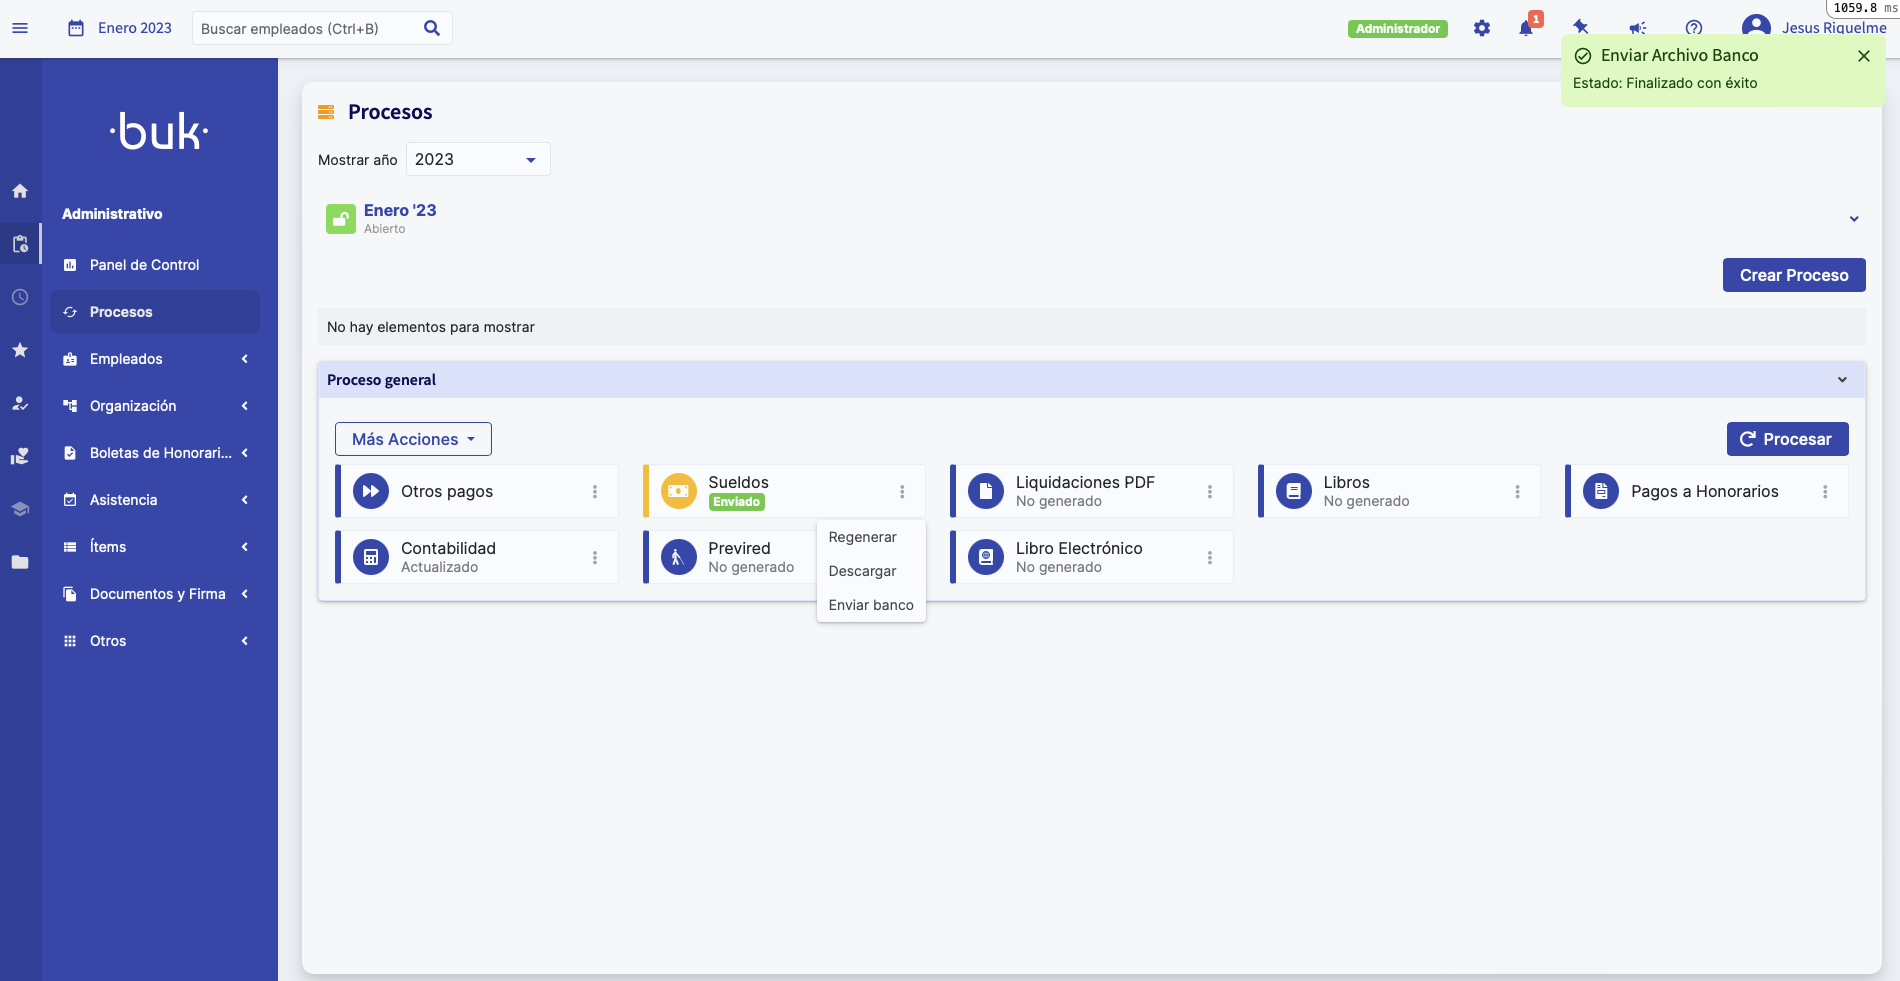 1059.8 ms
Enero 2023
Buscar empleados (Ctrl+B)
Administrador
1
Jesus Riquelme
Enviar Archivo Banco
Estado: Finalizado con éxito
·buk·
Administrativo
Panel de Control
Procesos
Empleados
Organización
Boletas de Honorari...
Asistencia
Ítems
Documentos y Firma
Otros
Procesos
Mostrar año
2023
Enero '23
Abierto
Crear Proceso
No hay elementos para mostrar
Proceso general
Más Acciones
Procesar
Otros pagos
Sueldos
Enviado
Liquidaciones PDF
No generado
Libros
No generado
Pagos a Honorarios
Contabilidad
Actualizado
Previred
No generado
Libro Electrónico
No generado
Regenerar
Descargar
Enviar banco